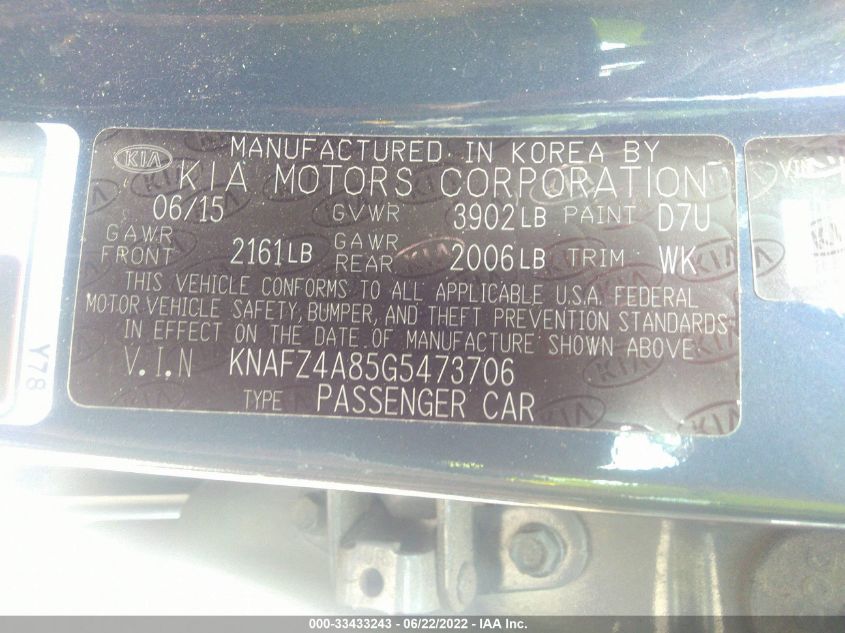 KIA
MANUFACTURED IN KOREA BY
KIA MOTORS CORPORATION
06/15 GVWR 3902LB PAINT D7U
GAWR FRONT 2161LB GAWR REAR 2006LB TRIM WK
THIS VEHICLE CONFORMS TO ALL APPLICABLE U.S.A. FEDERAL
MOTOR VEHICLE SAFETY, BUMPER, AND THEFT PREVENTION STANDARDS
IN EFFECT ON THE DATE OF MANUFACTURE SHOWN ABOVE.
V.I.N KNAFZ4A85G5473706
TYPE PASSENGER CAR
Y78
000-33433243 - 06/22/2022 - IAA Inc.